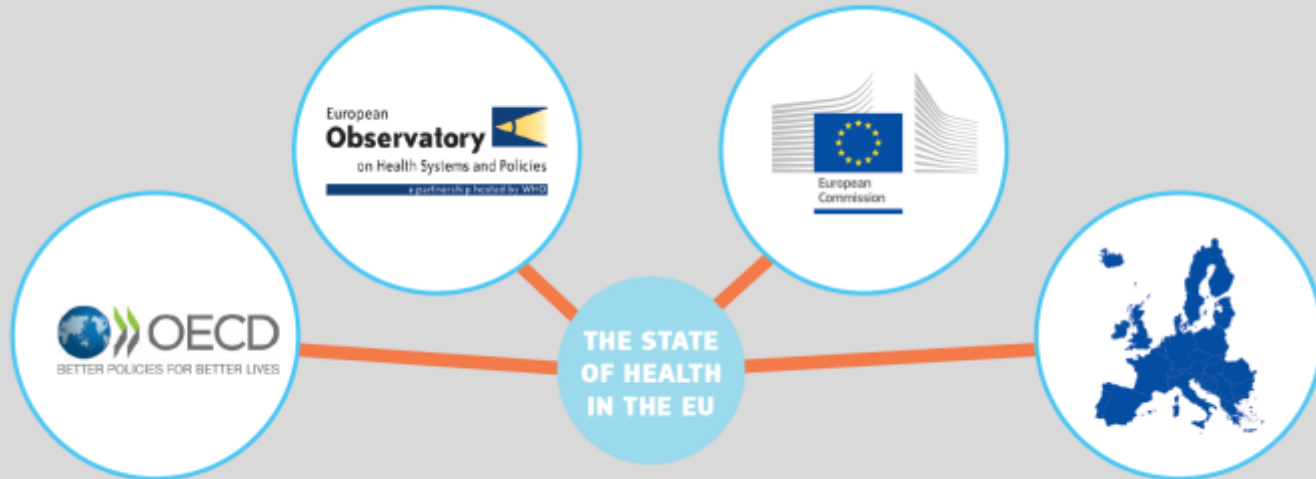 European
Observatory
on Health Systems and Policies
a partnership hosted by WHO
European
Commission
OECD
BETTER POLICIES FOR BETTER LIVES
THE STATE
OF HEALTH
IN THE EU